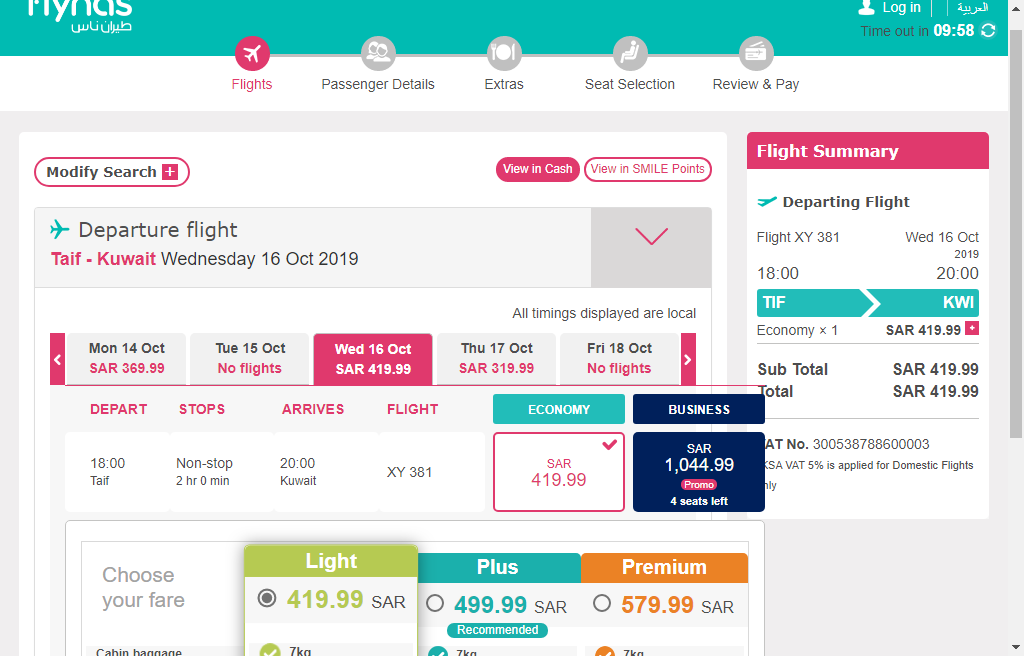 flynas
طيران ناس
Log in
العربية
Time out in 09:58
Flights
Passenger Details
Extras
Seat Selection
Review & Pay
Modify Search +
View in Cash
View in SMILE Points
Departure flight
Taif - Kuwait Wednesday 16 Oct 2019
All timings displayed are local
Mon 14 Oct
SAR 369.99
Tue 15 Oct
No flights
Wed 16 Oct
SAR 419.99
Thu 17 Oct
SAR 319.99
Fri 18 Oct
No flights
DEPART STOPS ARRIVES FLIGHT ECONOMY BUSINESS
18:00
Taif
Non-stop
2 hr 0 min
20:00
Kuwait
XY 381
SAR
419.99
SAR
1,044.99
Promo
4 seats left
Choose
your fare
Light
419.99 SAR
Plus
499.99 SAR
Recommended
Premium
579.99 SAR
Cabin baggage
7kg
7kg
7kg
Flight Summary
Departing Flight
Flight XY 381
Wed 16 Oct
2019
18:00 20:00
TIF KWI
Economy × 1 SAR 419.99 +
Sub Total SAR 419.99
Total SAR 419.99
AT No. 300538788600003
KSA VAT 5% is applied for Domestic Flights
nly